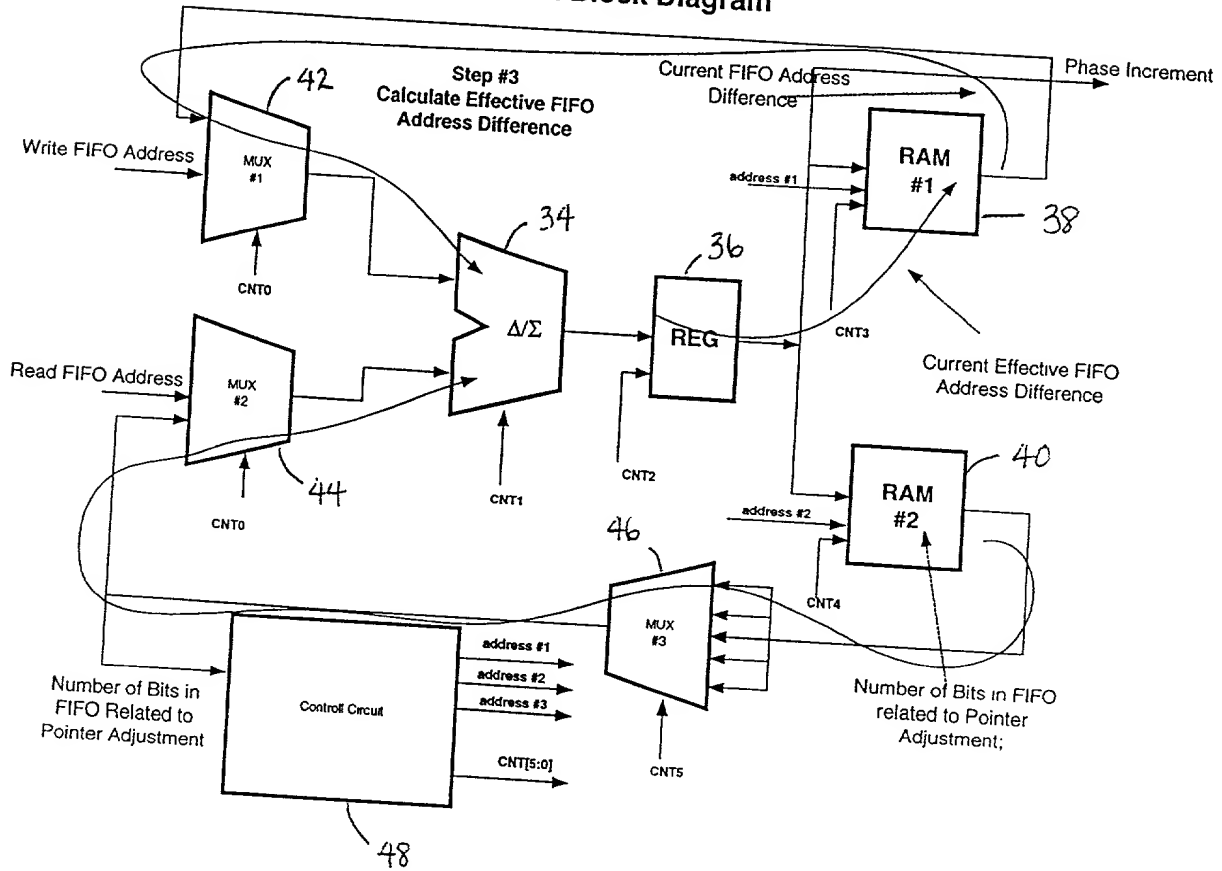 Block Diagram
Step #3
Calculate Effective FIFO
Address Difference
42
Current FIFO Address
Difference
Phase Increment
Write FIFO Address
MUX
#1
CNT0
34
Δ/Σ
CNT1
36
REG
CNT2
address #1
RAM
#1
38
CNT3
Current Effective FIFO
Address Difference
Read FIFO Address
MUX
#2
44
CNT0
address #2
RAM
#2
40
CNT4
46
MUX
#3
CNT5
Number of Bits in FIFO
related to Pointer
Adjustment;
Number of Bits in
FIFO Related to
Pointer Adjustment
Controll Circuit
address #1
address #2
address #3
CNT[5:0]
48